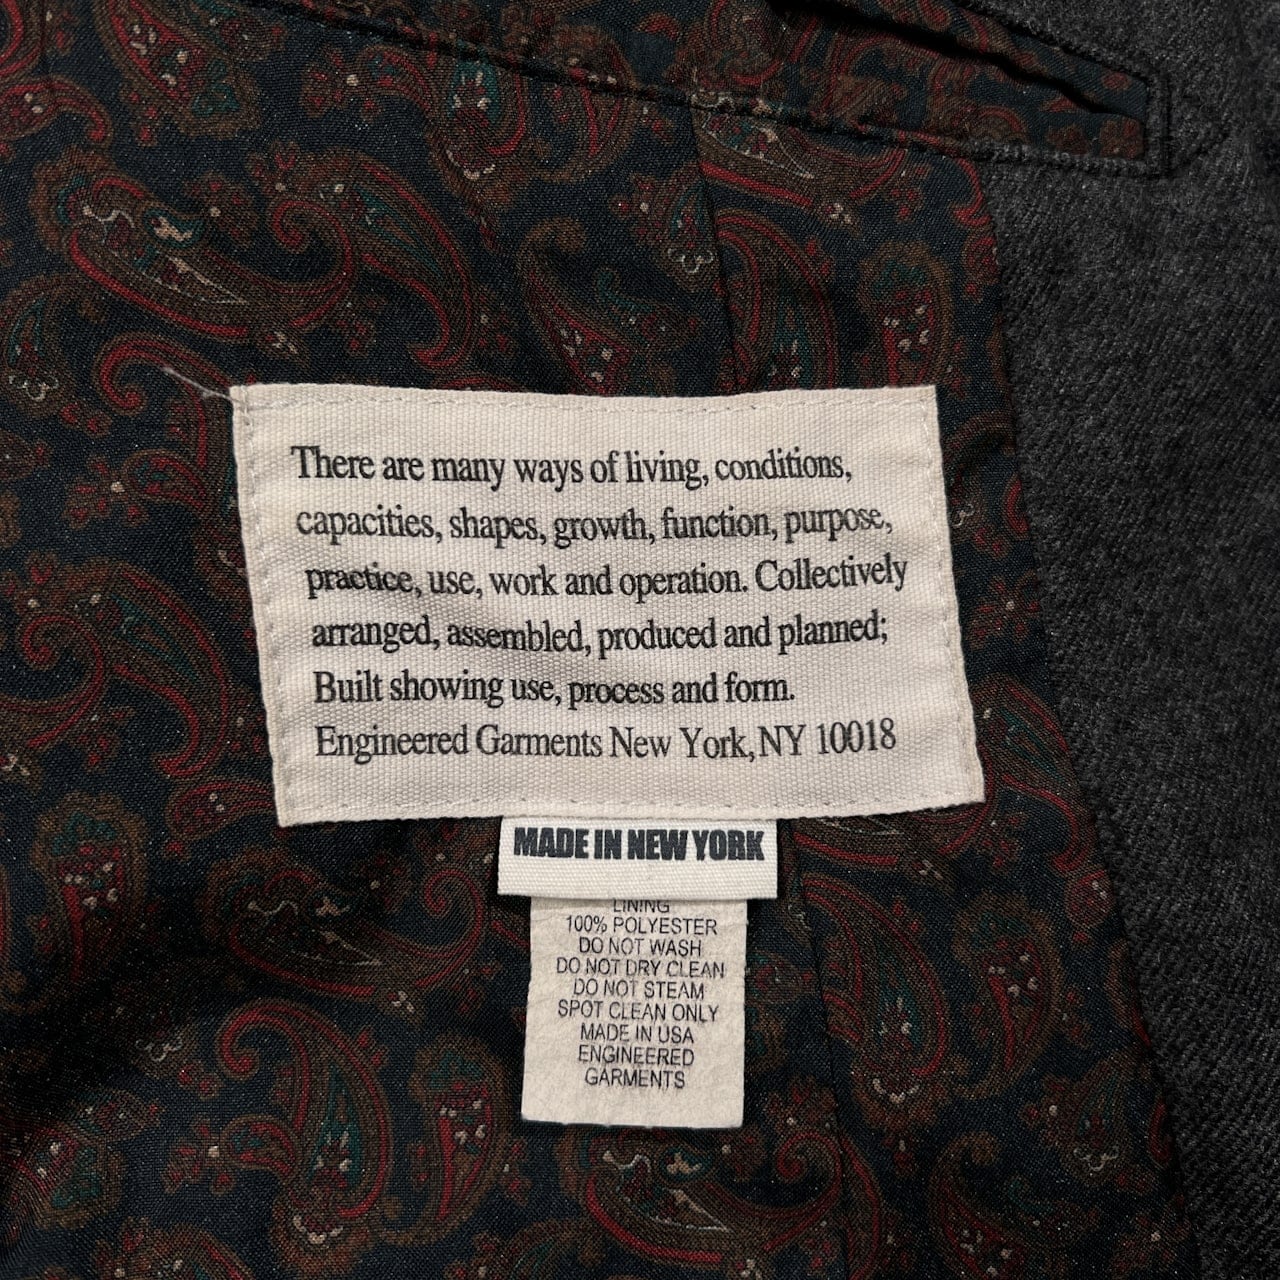 There are many ways of living, conditions,
capacities, shapes, growth, function, purpose,
practice, use, work and operation. Collectively
arranged, assembled, produced and planned;
Built showing use, process and form.
Engineered Garments New York, NY 10018
MADE IN NEW YORK
LINING
100% POLYESTER
DO NOT WASH
DO NOT DRY CLEAN
DO NOT STEAM
SPOT CLEAN ONLY
MADE IN USA
ENGINEERED
GARMENTS